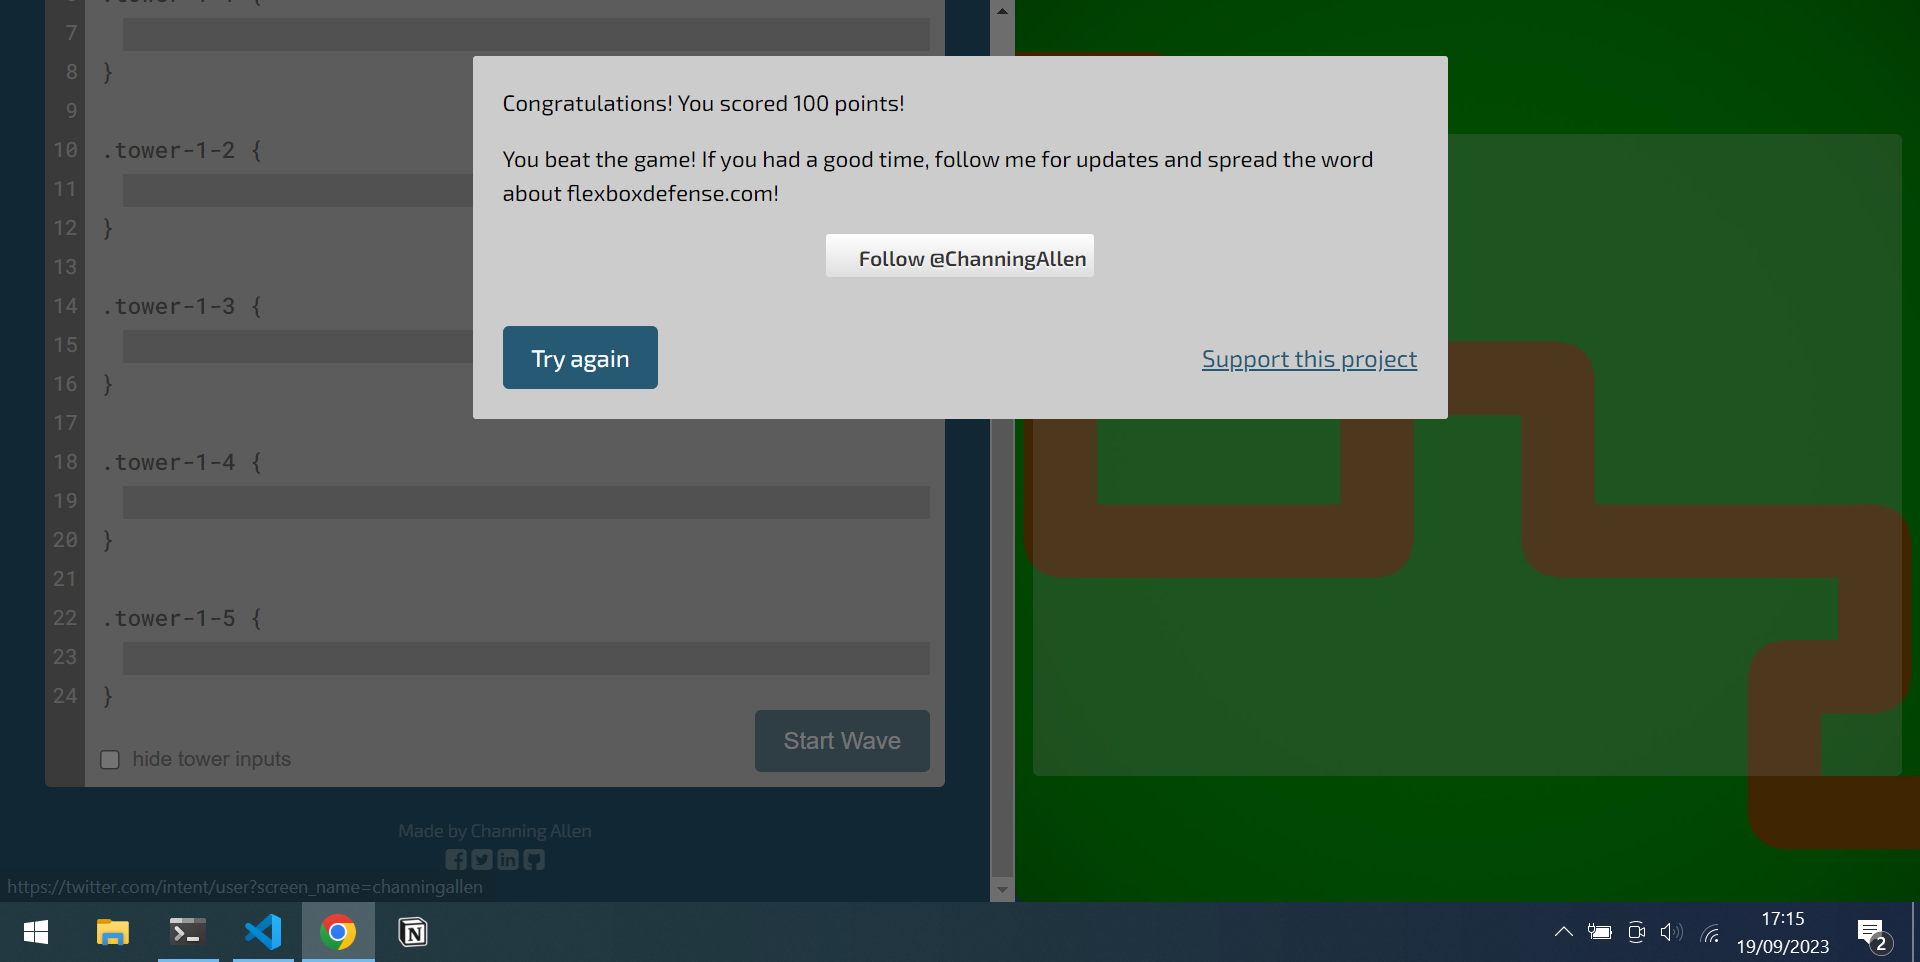 .tower-1-1 {
7
8 }
9
10 .tower-1-2 {
11
12 }
13
14 .tower-1-3 {
15
16 }
17
18 .tower-1-4 {
19
20 }
21
22 .tower-1-5 {
23
24 }
hide tower inputs
Start Wave
Made by Channing Allen
https://twitter.com/intent/user?screen_name=channingallen
Congratulations! You scored 100 points!
You beat the game! If you had a good time, follow me for updates and spread the word
about flexboxdefense.com!
Follow @ChanningAllen
Try again
Support this project
17:15
19/09/2023
2